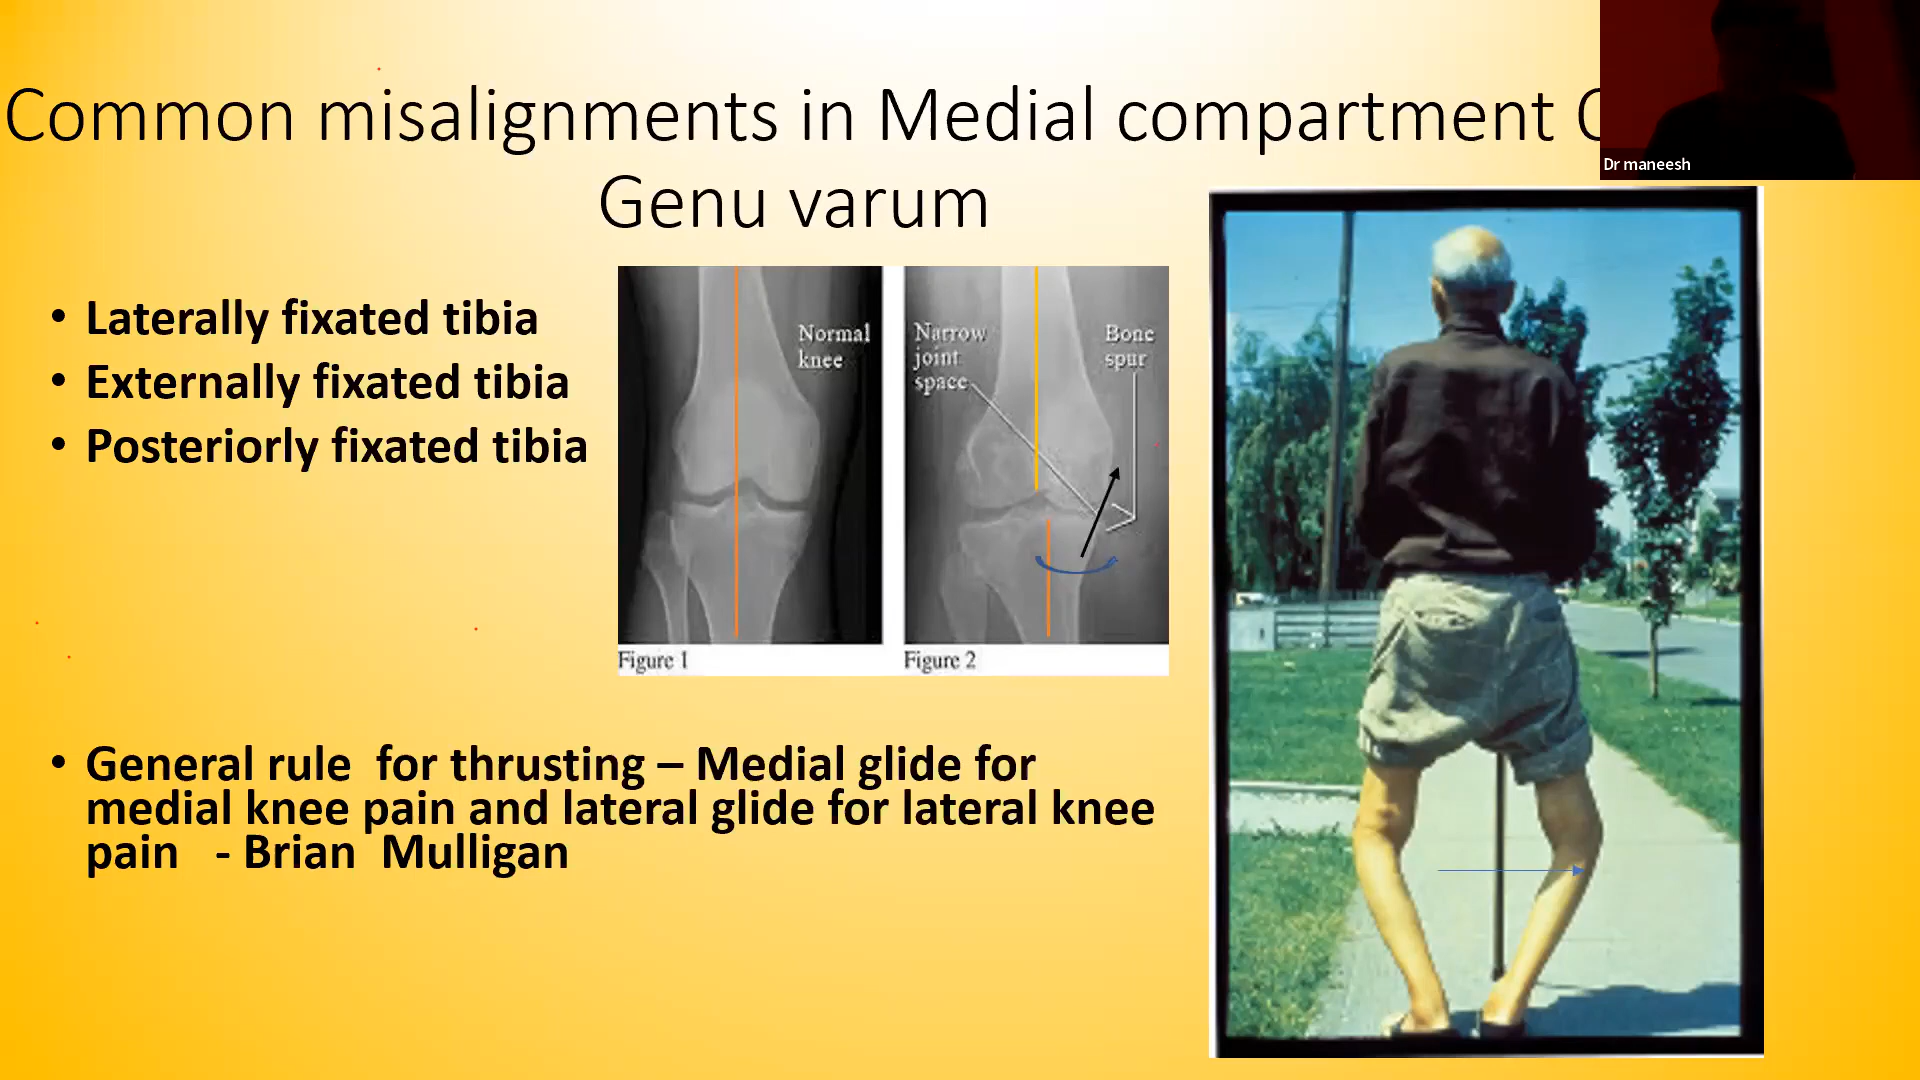 Common misalignments in Medial compartment
Genu varum
Dr maneesh
• Laterally fixated tibia
• Externally fixated tibia
• Posteriorly fixated tibia
Normal
knee
Figure 1
Narrow
joint
space
Bone
spur
Figure 2
• General rule for thrusting – Medial glide for
medial knee pain and lateral glide for lateral knee
pain - Brian Mulligan